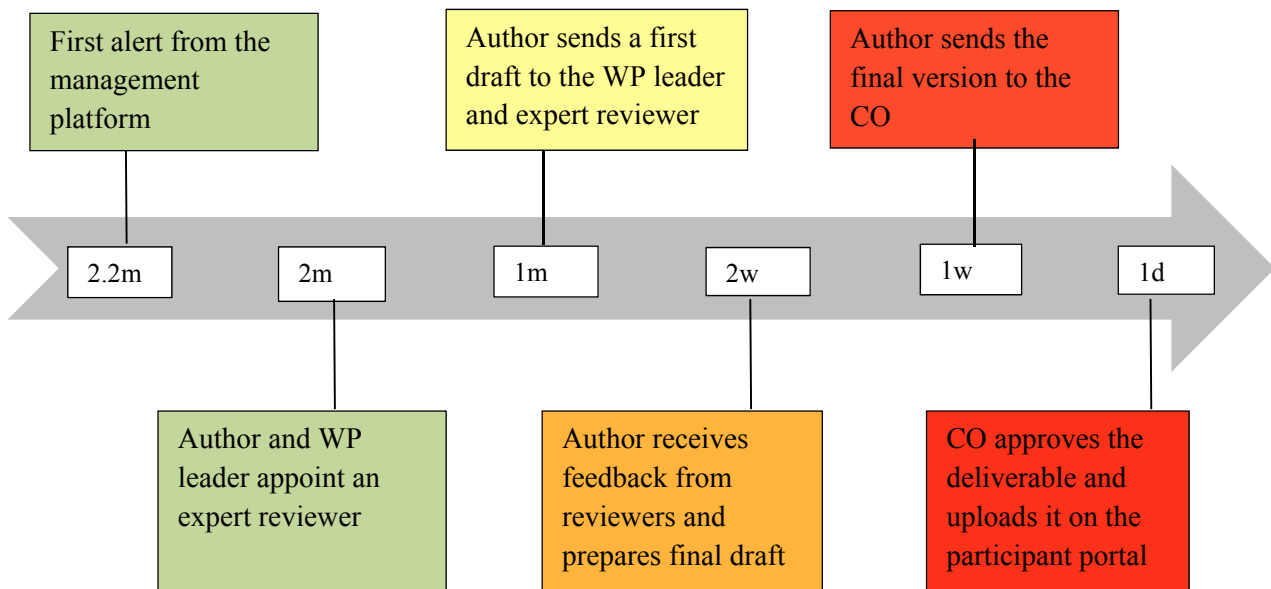 First alert from the
management
platform
Author sends a first
draft to the WP leader
and expert reviewer
Author sends the
final version to the
CO
2.2m
2m
1m
2w
1w
1d
Author and WP
leader appoint an
expert reviewer
Author receives
feedback from
reviewers and
prepares final draft
CO approves the
deliverable and
uploads it on the
participant portal